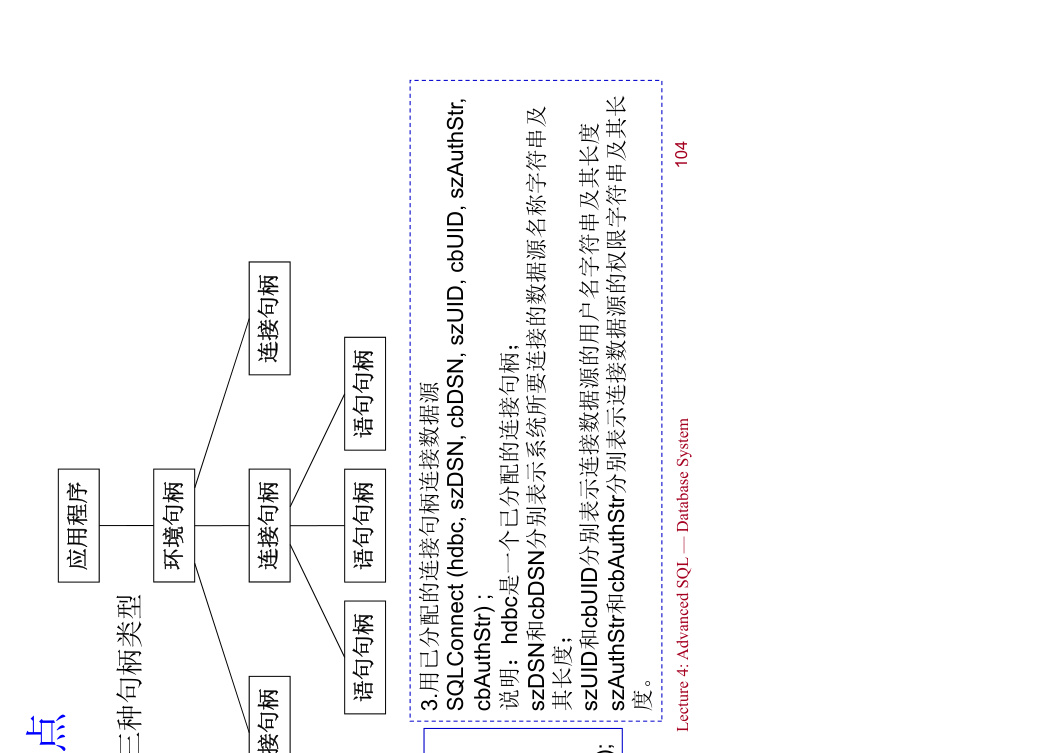 点
三种句柄类型
应用程序
环境句柄
接句柄
连接句柄
连接句柄
语句句柄
语句句柄
语句句柄
);
3.用已分配的连接句柄连接数据源
SQLConnect (hdbc, szDSN, cbDSN, szUID, cbUID, szAuthStr,
cbAuthStr) ;
说明：hdbc是一个已分配的连接句柄；
szDSN和cbDSN分别表示系统所要连接的数据源名称字符串及
其长度；
szUID和cbUID分别表示连接数据源的用户名字符串及其长度
szAuthStr和cbAuthStr分别表示连接数据源的权限字符串及其长
度。
Lecture 4: Advanced SQL — Database System
104